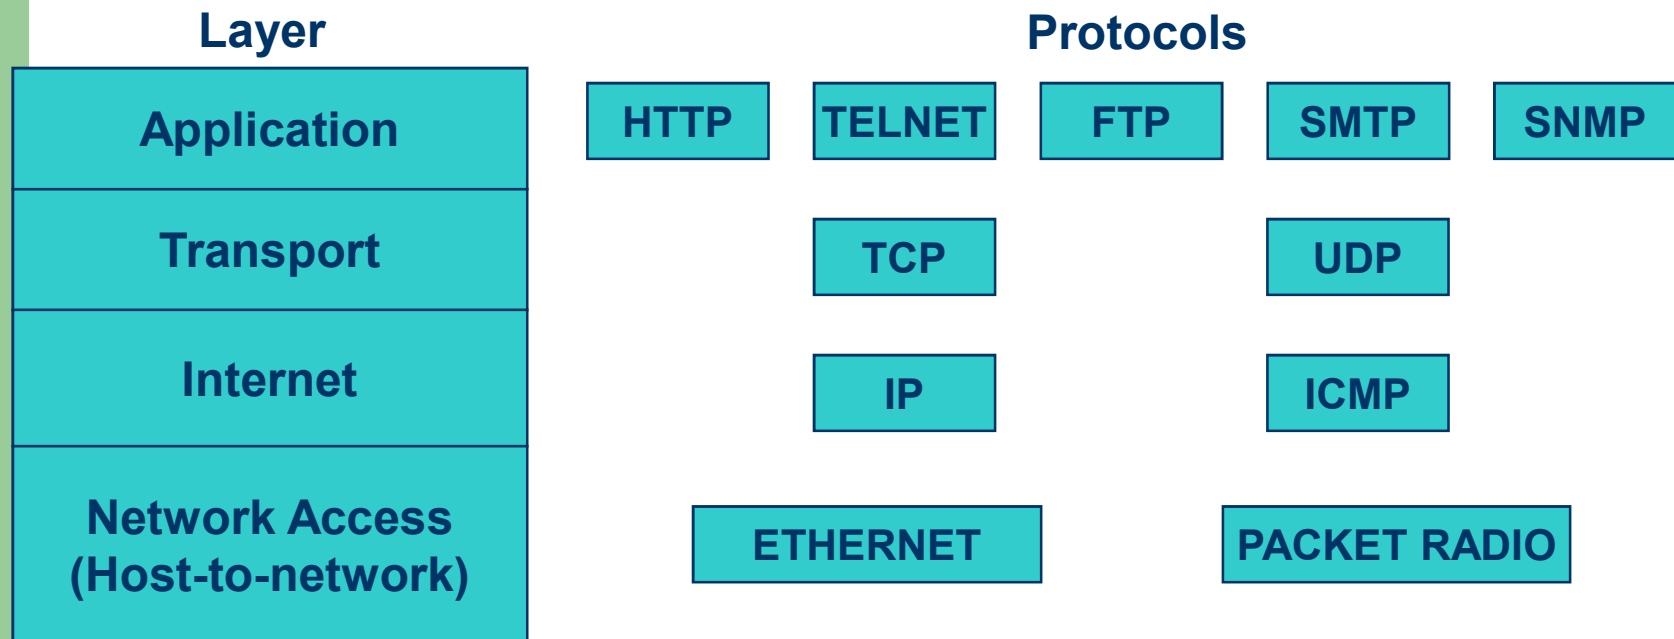 Layer
Protocols
Application
HTTP
TELNET
FTP
SMTP
SNMP
Transport
TCP
UDP
Internet
IP
ICMP
Network Access
(Host-to-network)
ETHERNET
PACKET RADIO